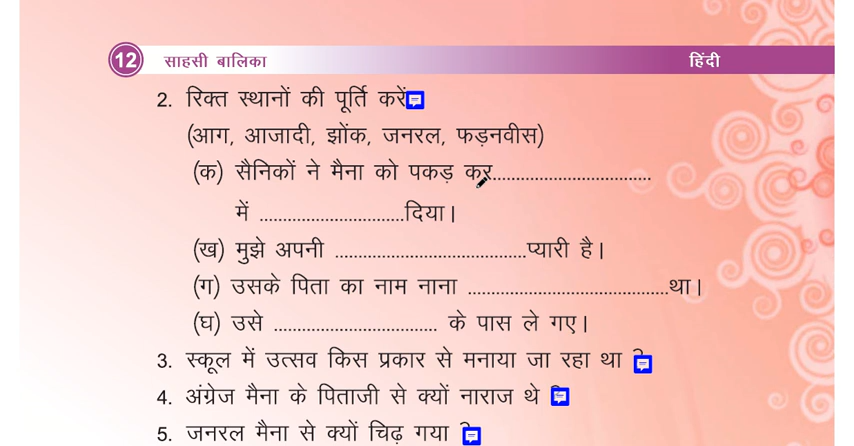 12 साहसी बालिका हिंदी
2. रिक्त स्थानों की पूर्ति करें
(आग, आजादी, झोंक, जनरल, फड़नवीस)
(क) सैनिकों ने मैना को पकड़ कर.................................
में ..............................दिया।
(ख) मुझे अपनी ........................................प्यारी है।
(ग) उसके पिता का नाम नाना ..........................................था।
(घ) उसे .................................. के पास ले गए।
3. स्कूल में उत्सव किस प्रकार से मनाया जा रहा था ?
4. अंग्रेज मैना के पिताजी से क्यों नाराज थे ?
5. जनरल मैना से क्यों चिढ़ गया ?